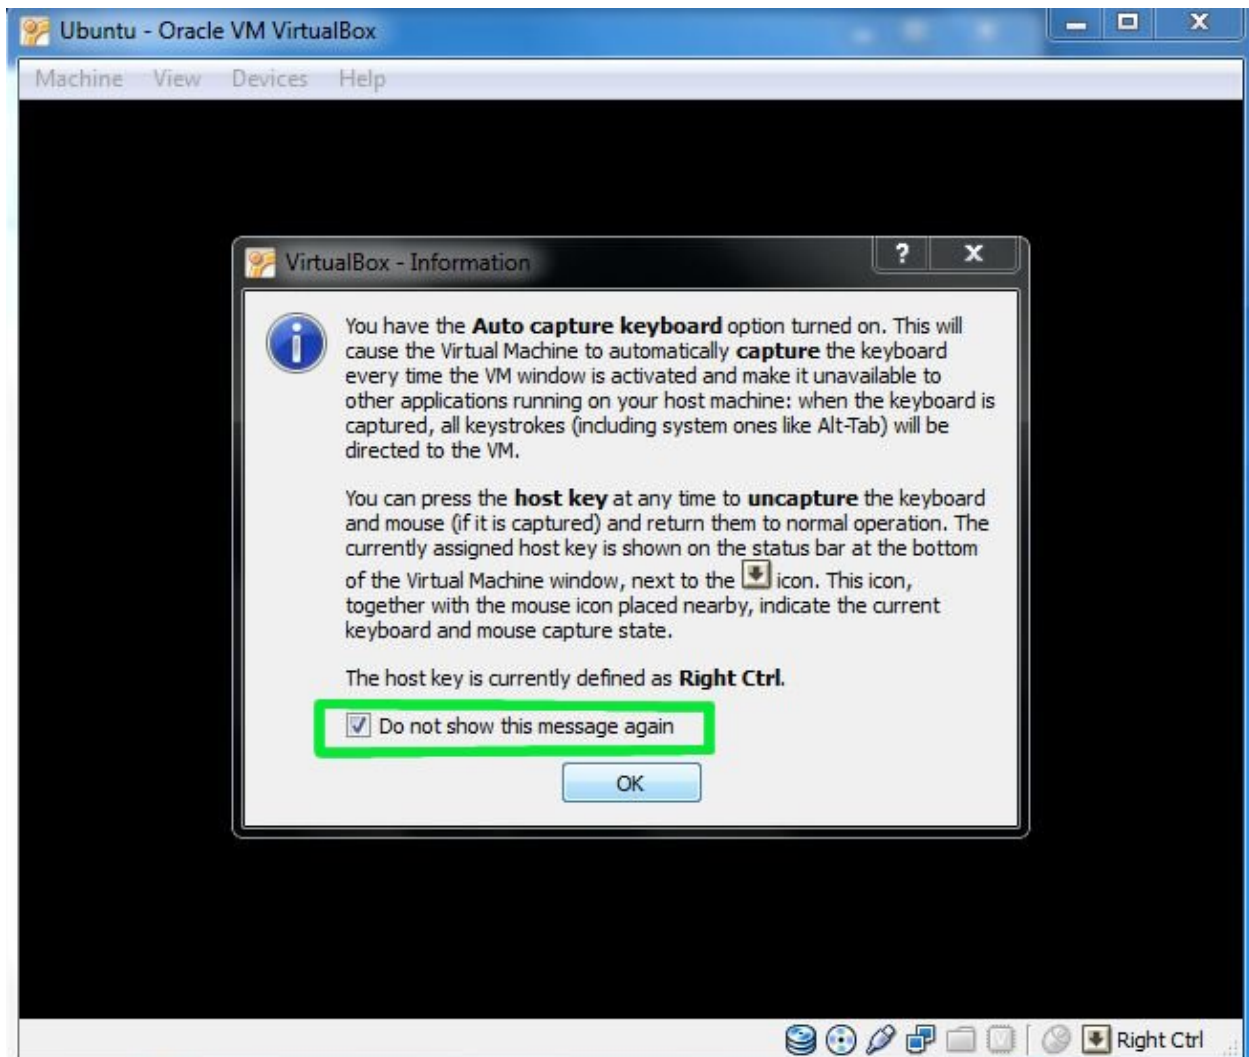 Ubuntu - Oracle VM VirtualBox
Machine View Devices Help
VirtualBox - Information
You have the Auto capture keyboard option turned on. This will
cause the Virtual Machine to automatically capture the keyboard
every time the VM window is activated and make it unavailable to
other applications running on your host machine: when the keyboard is
captured, all keystrokes (including system ones like Alt-Tab) will be
directed to the VM.
You can press the host key at any time to uncapture the keyboard
and mouse (if it is captured) and return them to normal operation. The
currently assigned host key is shown on the status bar at the bottom
of the Virtual Machine window, next to the icon. This icon,
together with the mouse icon placed nearby, indicate the current
keyboard and mouse capture state.
The host key is currently defined as Right Ctrl.
Do not show this message again
OK
Right Ctrl